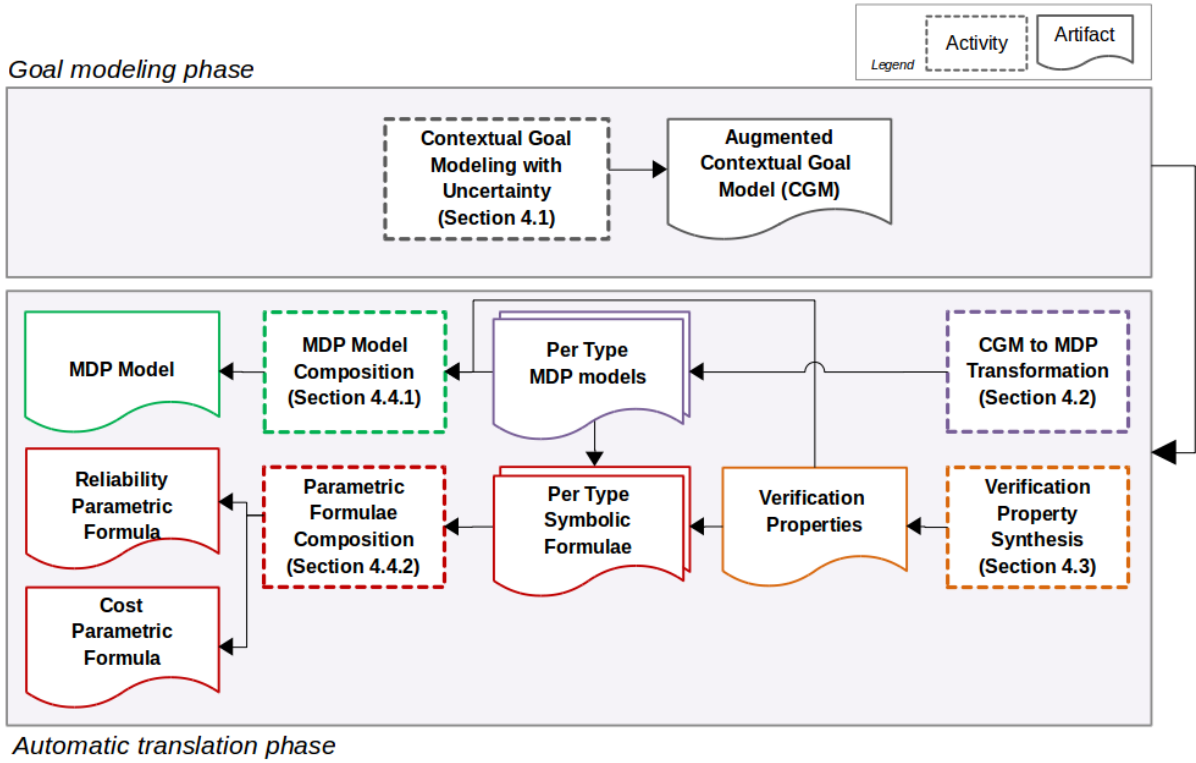 Legend
Activity
Artifact
Goal modeling phase
Contextual Goal
Modeling with
Uncertainty
(Section 4.1)
Augmented
Contextual Goal
Model (CGM)
MDP Model
MDP Model
Composition
(Section 4.4.1)
Per Type
MDP models
CGM to MDP
Transformation
(Section 4.2)
Reliability
Parametric
Formula
Parametric
Formulae
Composition
(Section 4.4.2)
Per Type
Symbolic
Formulae
Verification
Properties
Verification
Property
Synthesis
(Section 4.3)
Cost
Parametric
Formula
Automatic translation phase